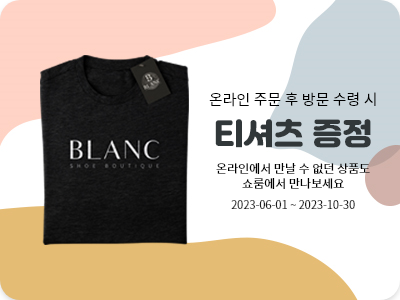 B
BLANC
BLANC
SHOE BOUTIQUE
온라인 주문 후 방문 수령 시
티셔츠 증정
온라인에서 만날 수 없던 상품도
쇼룸에서 만나보세요
2023-06-01 ~ 2023-10-30